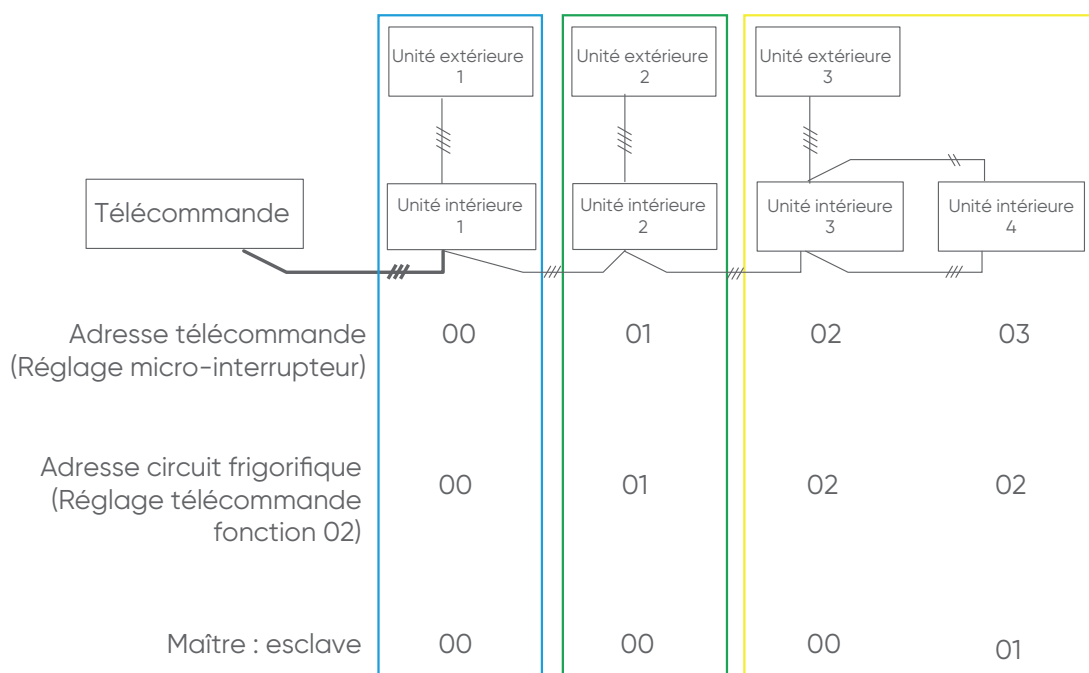 Unité extérieure
1
Unité extérieure
2
Unité extérieure
3
Télécommande
Unité intérieure
1
Unité intérieure
2
Unité intérieure
3
Unité intérieure
4
Adresse télécommande
(Réglage micro-interrupteur)
00
01
02
03
Adresse circuit frigorifique
(Réglage télécommande
fonction 02)
00
01
02
02
Maître : esclave
00
00
00
01